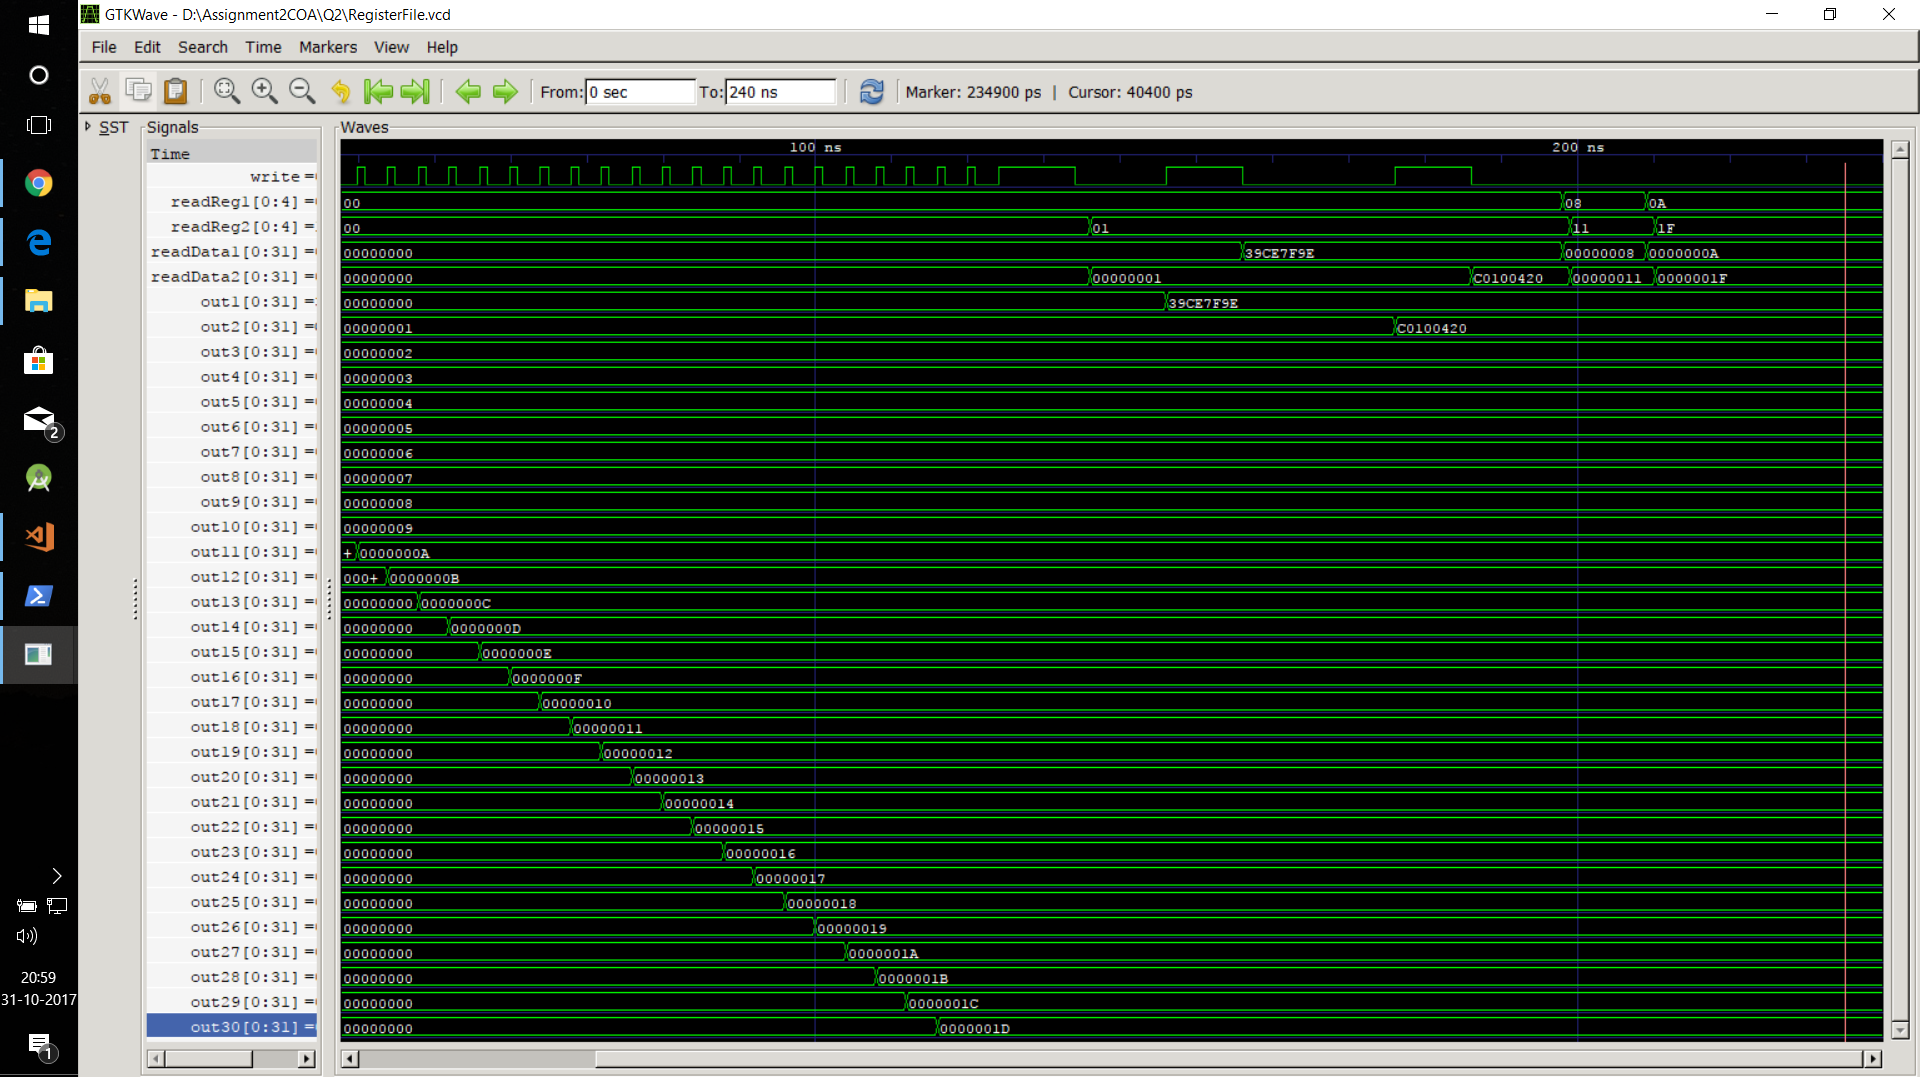 GTKWave - D:\Assignment2COA\Q2\RegisterFile.vcd
File Edit Search Time Markers View Help
From: 0 sec To: 240 ns Marker: 234900 ps | Cursor: 40400 ps
SST Signals Waves
Time 100 ns 200 ns
write =
readReg1[0:4] = 00 08 0A
readReg2[0:4] = 00 01 11 1F
readData1[0:31] = 00000000 39CE7F9E 00000008 0000000A
readData2[0:31] = 00000000 00000001 C0100420 00000011 0000001F
out1[0:31] = 00000000 39CE7F9E
out2[0:31] = 00000001 C0100420
out3[0:31] = 00000002
out4[0:31] = 00000003
out5[0:31] = 00000004
out6[0:31] = 00000005
out7[0:31] = 00000006
out8[0:31] = 00000007
out9[0:31] = 00000008
out10[0:31] = 00000009
out11[0:31] = + 0000000A
out12[0:31] = 000+ 0000000B
out13[0:31] = 00000000 0000000C
out14[0:31] = 00000000 0000000D
out15[0:31] = 00000000 0000000E
out16[0:31] = 00000000 0000000F
out17[0:31] = 00000000 00000010
out18[0:31] = 00000000 00000011
out19[0:31] = 00000000 00000012
out20[0:31] = 00000000 00000013
out21[0:31] = 00000000 00000014
out22[0:31] = 00000000 00000015
out23[0:31] = 00000000 00000016
out24[0:31] = 00000000 00000017
out25[0:31] = 00000000 00000018
out26[0:31] = 00000000 00000019
out27[0:31] = 00000000 0000001A
out28[0:31] = 00000000 0000001B
out29[0:31] = 00000000 0000001C
out30[0:31] = 00000000 0000001D
2
20:59
31-10-2017
1